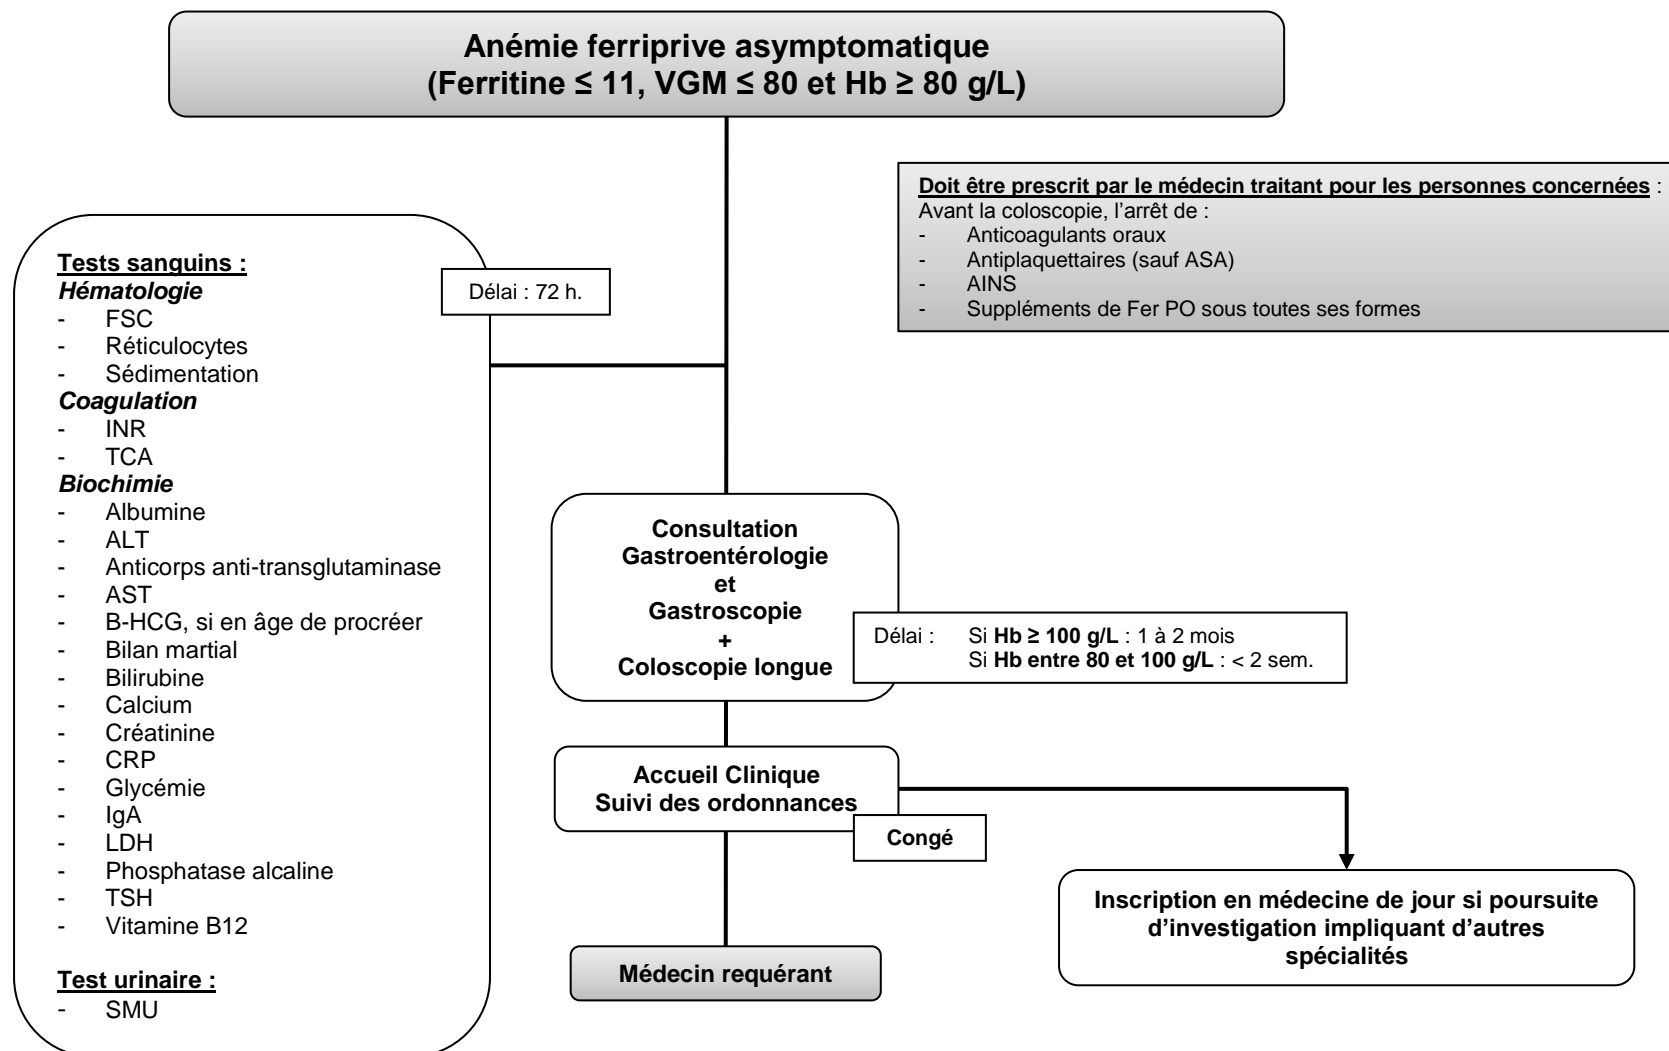 Anémie ferriprive asymptomatique
(Ferritine ≤ 11, VGM ≤ 80 et Hb ≥ 80 g/L)
Doit être prescrit par le médecin traitant pour les personnes concernées :
Avant la coloscopie, l’arrêt de :
- Anticoagulants oraux
- Antiplaquettaires (sauf ASA)
- AINS
- Suppléments de Fer PO sous toutes ses formes
Tests sanguins :
Hématologie
- FSC
- Réticulocytes
- Sédimentation
Coagulation
- INR
- TCA
Biochimie
- Albumine
- ALT
- Anticorps anti-transglutaminase
- AST
- B-HCG, si en âge de procréer
- Bilan martial
- Bilirubine
- Calcium
- Créatinine
- CRP
- Glycémie
- IgA
- LDH
- Phosphatase alcaline
- TSH
- Vitamine B12
Test urinaire :
- SMU
Délai : 72 h.
Consultation
Gastroentérologie
et
Gastroscopie
+
Coloscopie longue
Délai : Si Hb ≥ 100 g/L : 1 à 2 mois
Si Hb entre 80 et 100 g/L : < 2 sem.
Accueil Clinique
Suivi des ordonnances
Congé
Médecin requérant
Inscription en médecine de jour si poursuite
d’investigation impliquant d’autres
spécialités